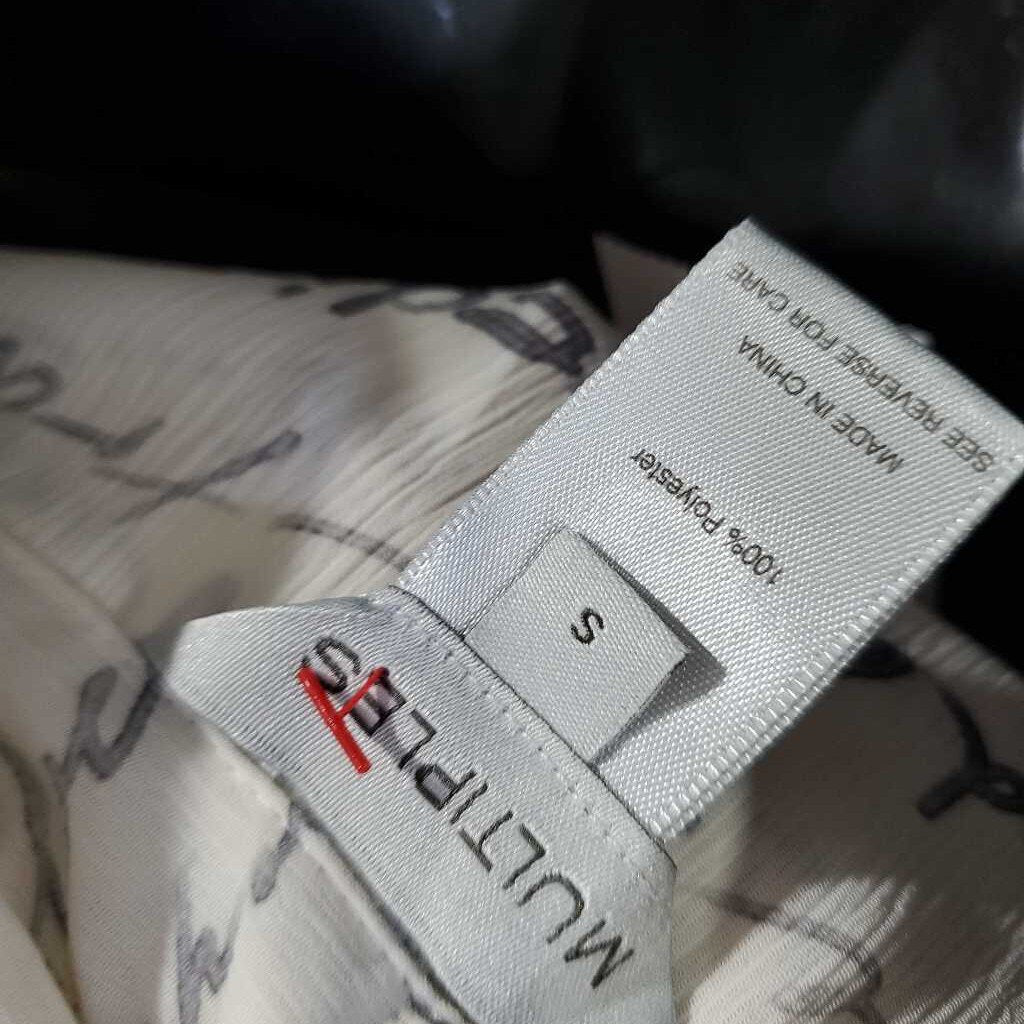 MULTIPLES
S
100% Polyester
MADE IN CHINA
SEE REVERSE FOR CARE